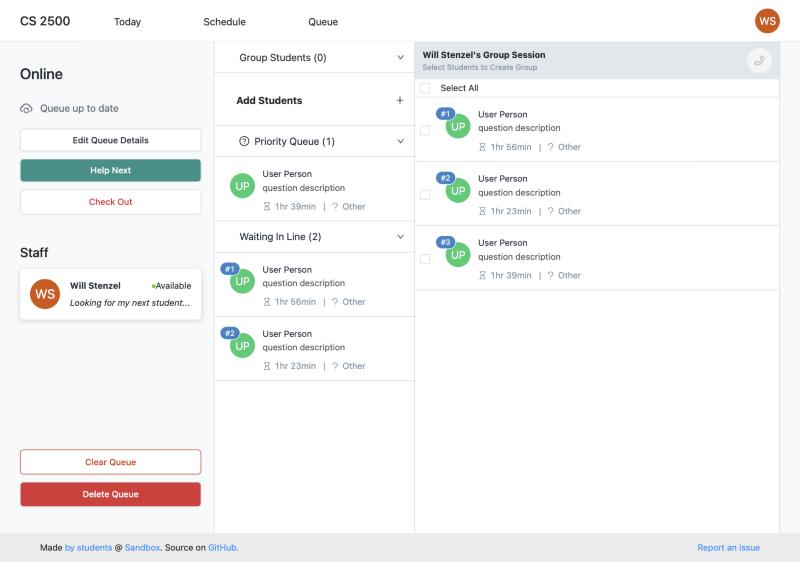 CS 2500
Today
Schedule
Queue
WS
Online
Queue up to date
Edit Queue Details
Help Next
Check Out
Staff
WS
Will Stenzel
Available
Looking for my next student...
Clear Queue
Delete Queue
Group Students (0)
Add Students
Priority Queue (1)
UP
User Person
question description
1hr 39min | ? Other
Waiting In Line (2)
#1
UP
User Person
question description
1hr 56min | ? Other
#2
UP
User Person
question description
1hr 23min | ? Other
Will Stenzel's Group Session
Select Students to Create Group
Select All
#1
UP
User Person
question description
1hr 56min | ? Other
#2
UP
User Person
question description
1hr 23min | ? Other
#3
UP
User Person
question description
1hr 39min | ? Other
Made by students @ Sandbox. Source on GitHub.
Report an issue